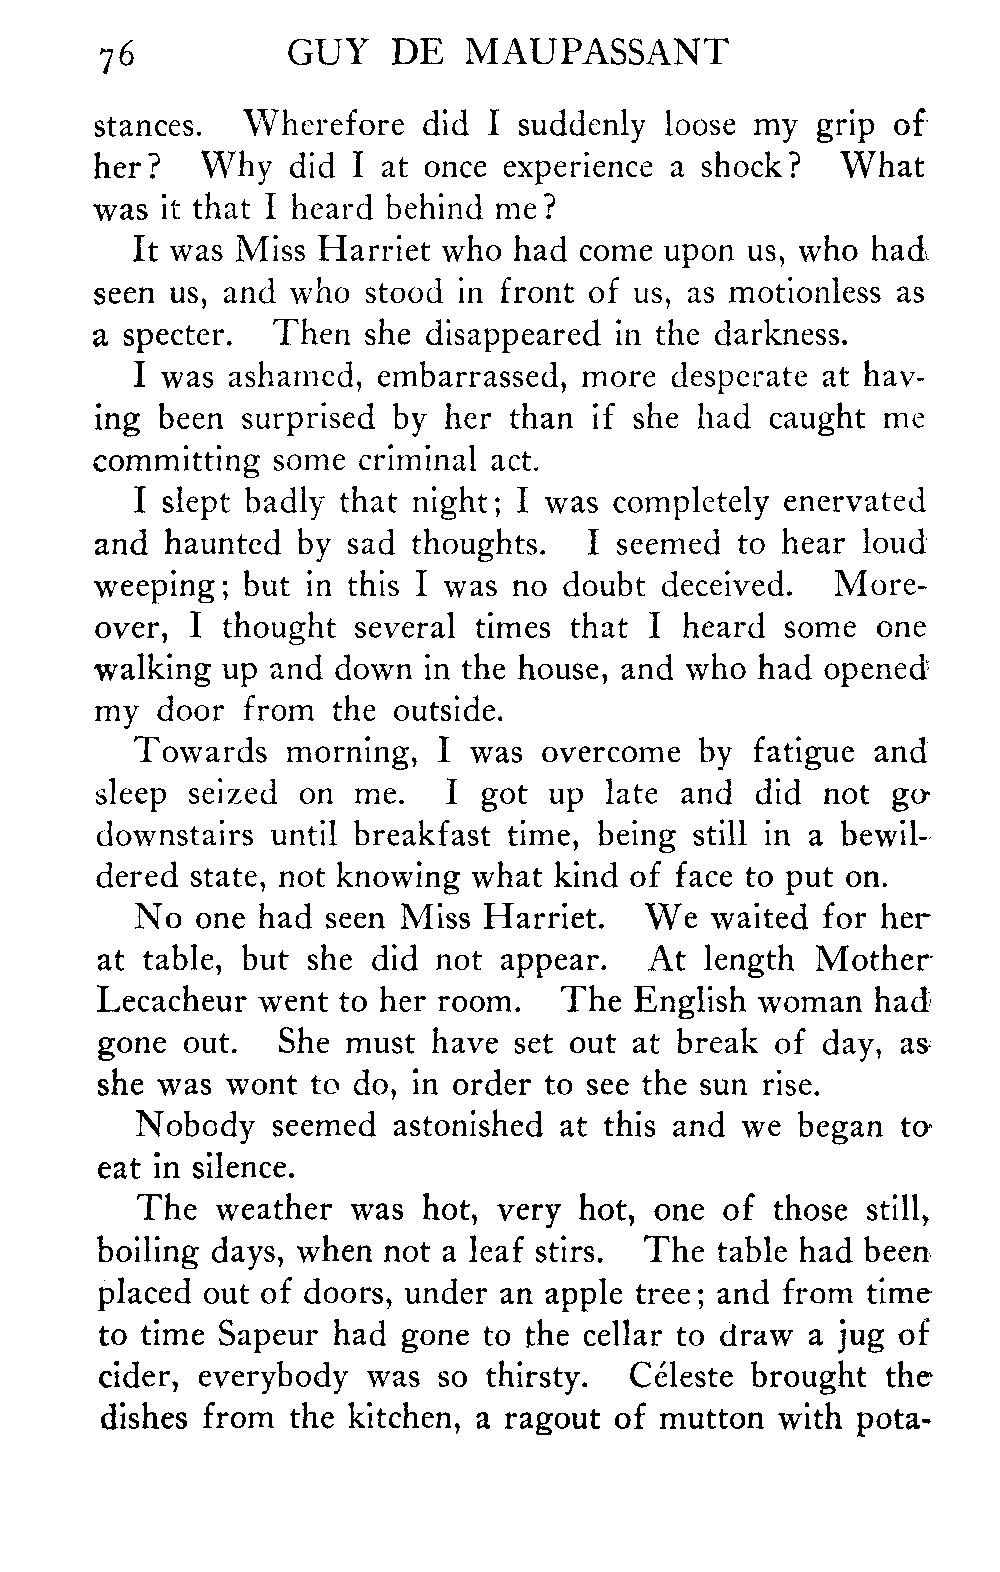 76 GUY DE MAUPASSANT
stances. Wherefore did I suddenly loose my grip of
her? Why did I at once experience a shock? What
was it that I heard behind me?
It was Miss Harriet who had come upon us, who had
seen us, and who stood in front of us, as motionless as
a specter. Then she disappeared in the darkness.
I was ashamed, embarrassed, more desperate at hav-
ing been surprised by her than if she had caught me
committing some criminal act.
I slept badly that night; I was completely enervated
and haunted by sad thoughts. I seemed to hear loud
weeping; but in this I was no doubt deceived. More-
over, I thought several times that I heard some one
walking up and down in the house, and who had opened
my door from the outside.
Towards morning, I was overcome by fatigue and
sleep seized on me. I got up late and did not go
downstairs until breakfast time, being still in a bewil-
dered state, not knowing what kind of face to put on.
No one had seen Miss Harriet. We waited for her
at table, but she did not appear. At length Mother
Lecacheur went to her room. The English woman had
gone out. She must have set out at break of day, as
she was wont to do, in order to see the sun rise.
Nobody seemed astonished at this and we began to
eat in silence.
The weather was hot, very hot, one of those still,
boiling days, when not a leaf stirs. The table had been
placed out of doors, under an apple tree; and from time
to time Sapeur had gone to the cellar to draw a jug of
cider, everybody was so thirsty. Céleste brought the
dishes from the kitchen, a ragout of mutton with pota-